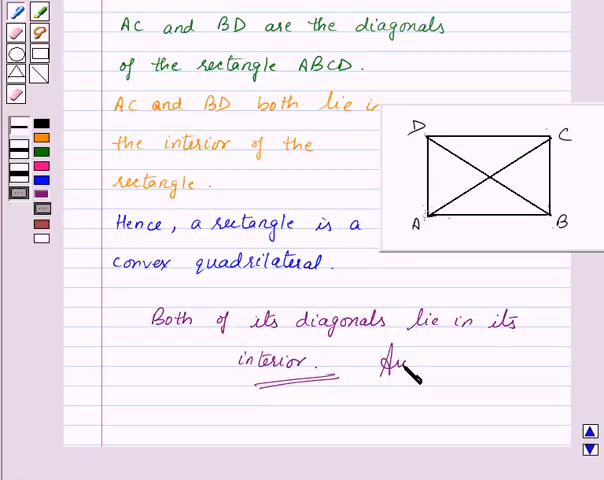 AC and BD are the diagonals
of the rectangle ABCD.
AC and BD both lie in
the interior of the
rectangle.
Hence, a rectangle is a
convex quadrilateral.
D
C
A
B
Both of its diagonals lie in its
interior.